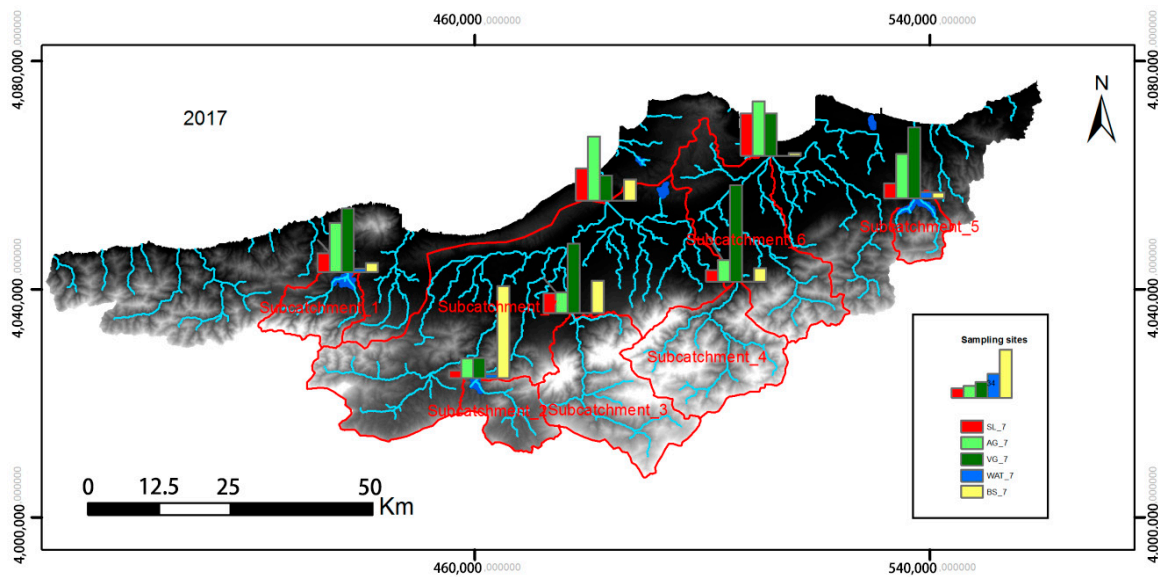 460,000.000000
540,000.000000
4,080,000.000000
4,080,000.000000
2017
N
Subcatchment_5
Subcatchment_6
4,040,000.000000
4,040,000.000000
Subcatchment_1
Subcatchment
Subcatchment_4
Subcatchment_2
Subcatchment_3
Sampling sites
SL_7
AG_7
VG_7
WAT_7
BS_7
0 12.5 25 50
Km
4,000,000.000000
4,000,000.000000
460,000.000000
540,000.000000